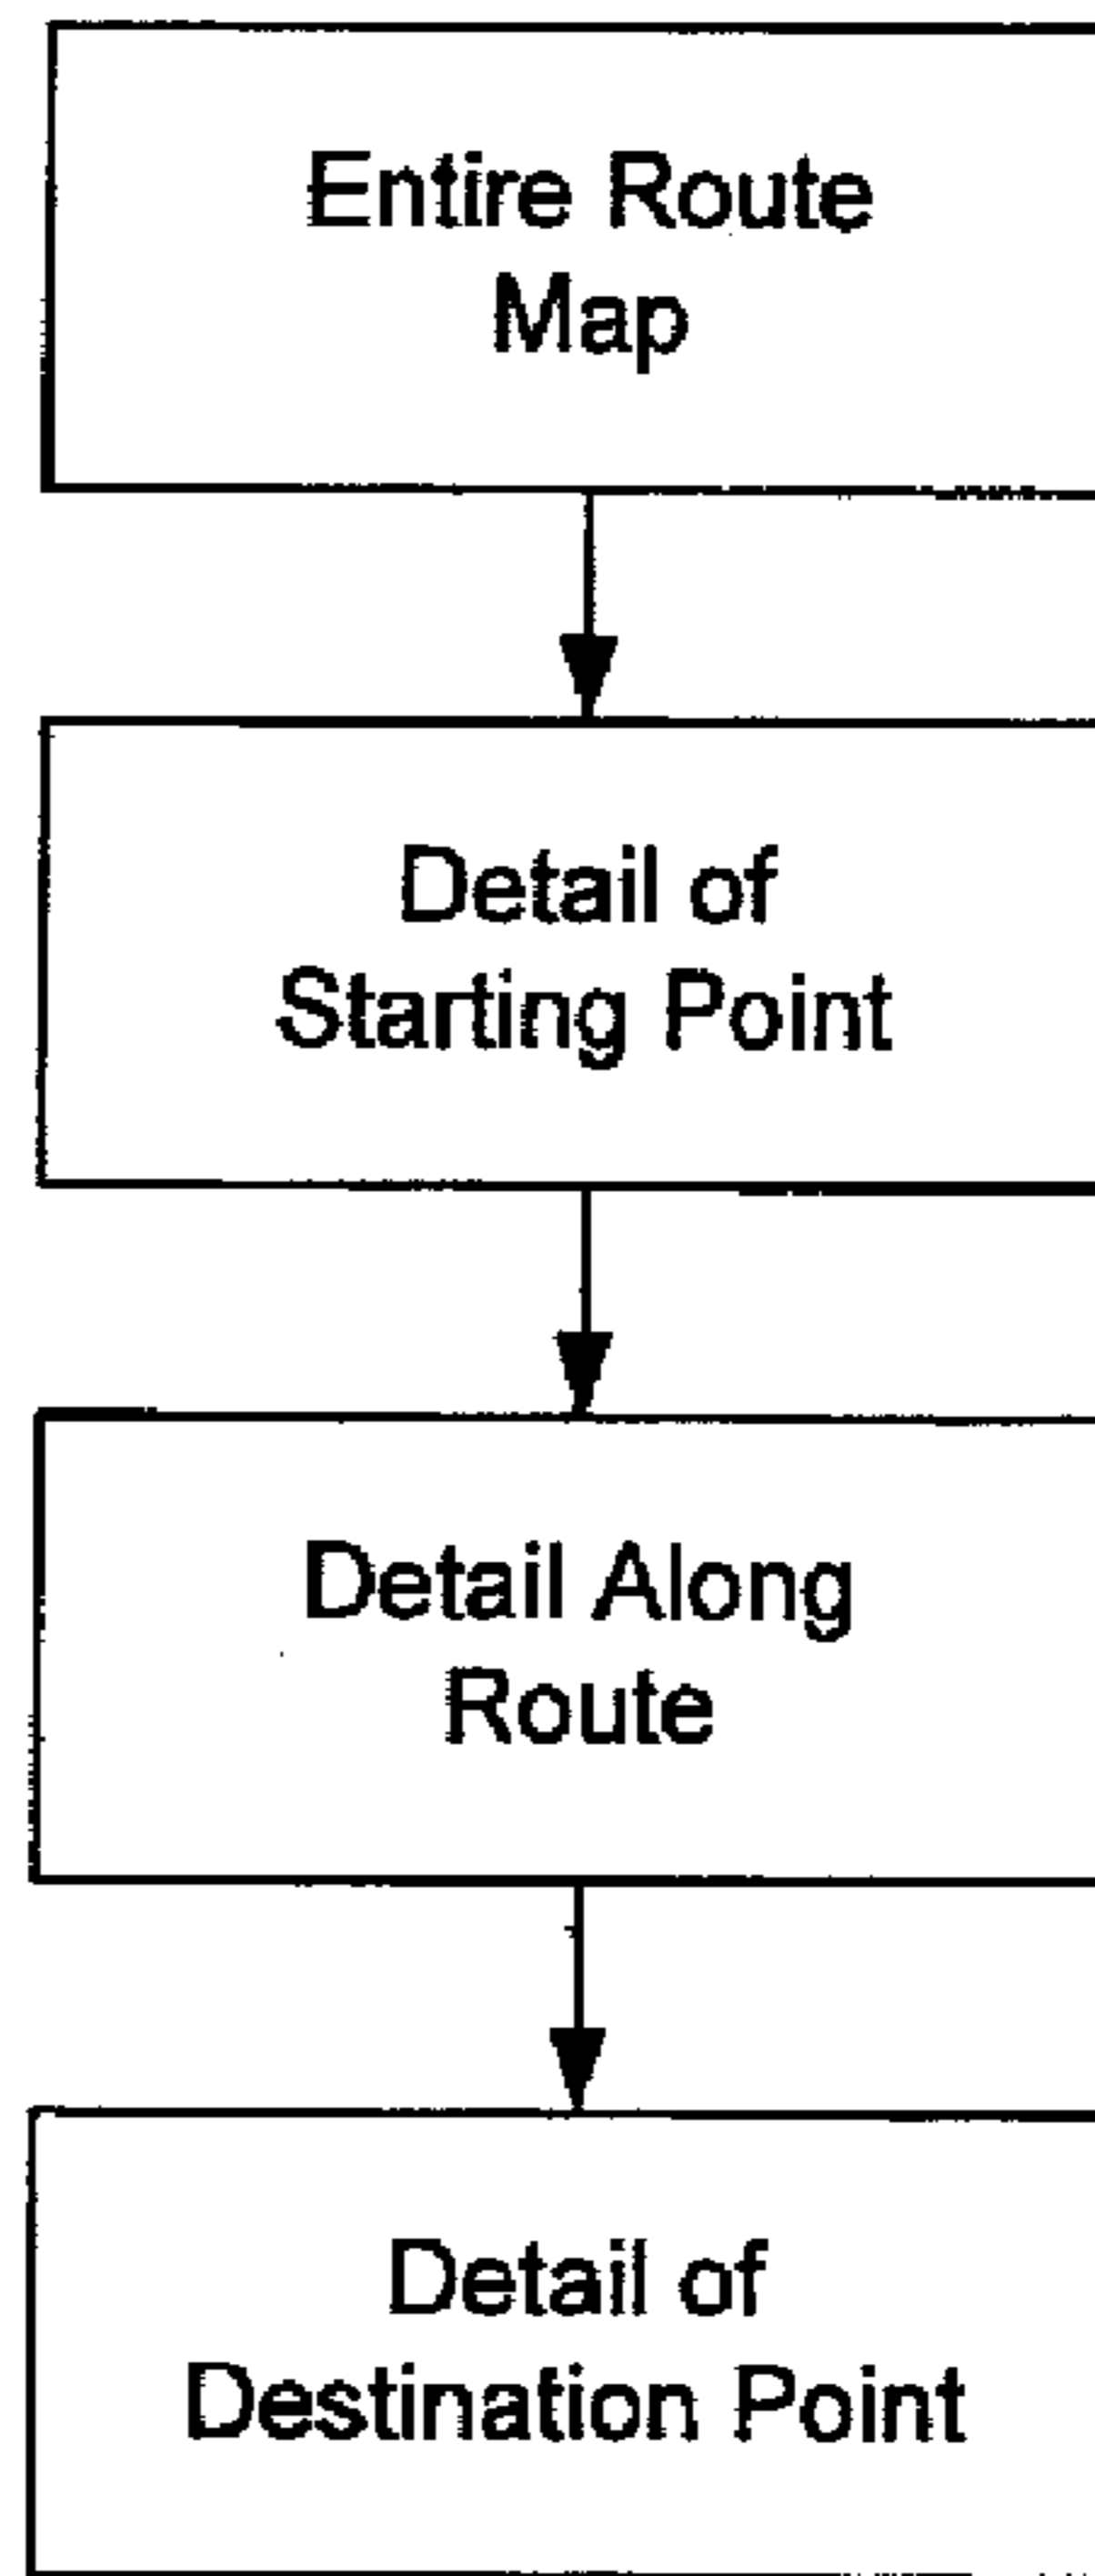 Entire Route
Map
Detail of
Starting Point
Detail Along
Route
Detail of
Destination Point